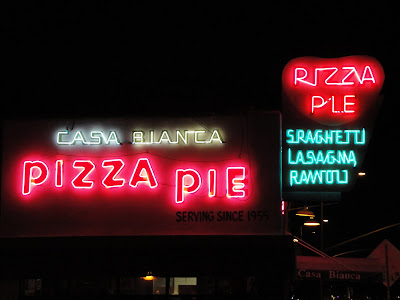 CASA BIANCA
PIZZA PIE
SERVING SINCE 1955
PIZZA
PIE
SPAGHETTI
LASAGNA
RAVIOLI
Casa Bianca